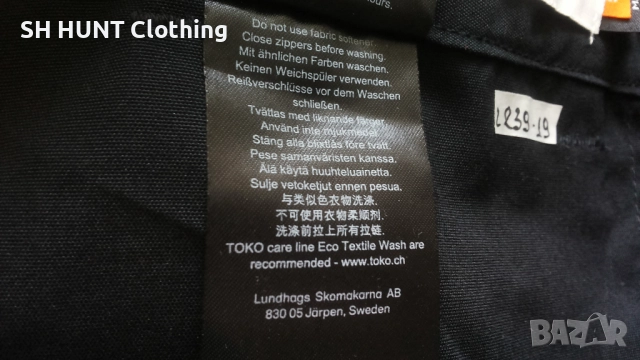 SH HUNT Clothing
Do not use fabric softener.
Close zippers before washing.
Mit ähnlichen Farben waschen.
Keinen Weichspüler verwenden.
Reißverschlüsse vor dem Waschen
schließen.
Tvättas med liknande färger.
Använd inte mjukmedel.
Stäng alla blixtlås före tvätt.
Pese samanväristen kanssa.
Älä käytä huuhteluainetta.
Sulje vetoketjut ennen pesua.
与类似色衣物洗涤.
不可使用衣物柔顺剂.
洗涤前拉上所有拉链.
TOKO care line Eco Textile Wash are
recommended - www.toko.ch
Lundhags Skomakarna AB
830 05 Järpen, Sweden
2239-19
BAZAR.bg